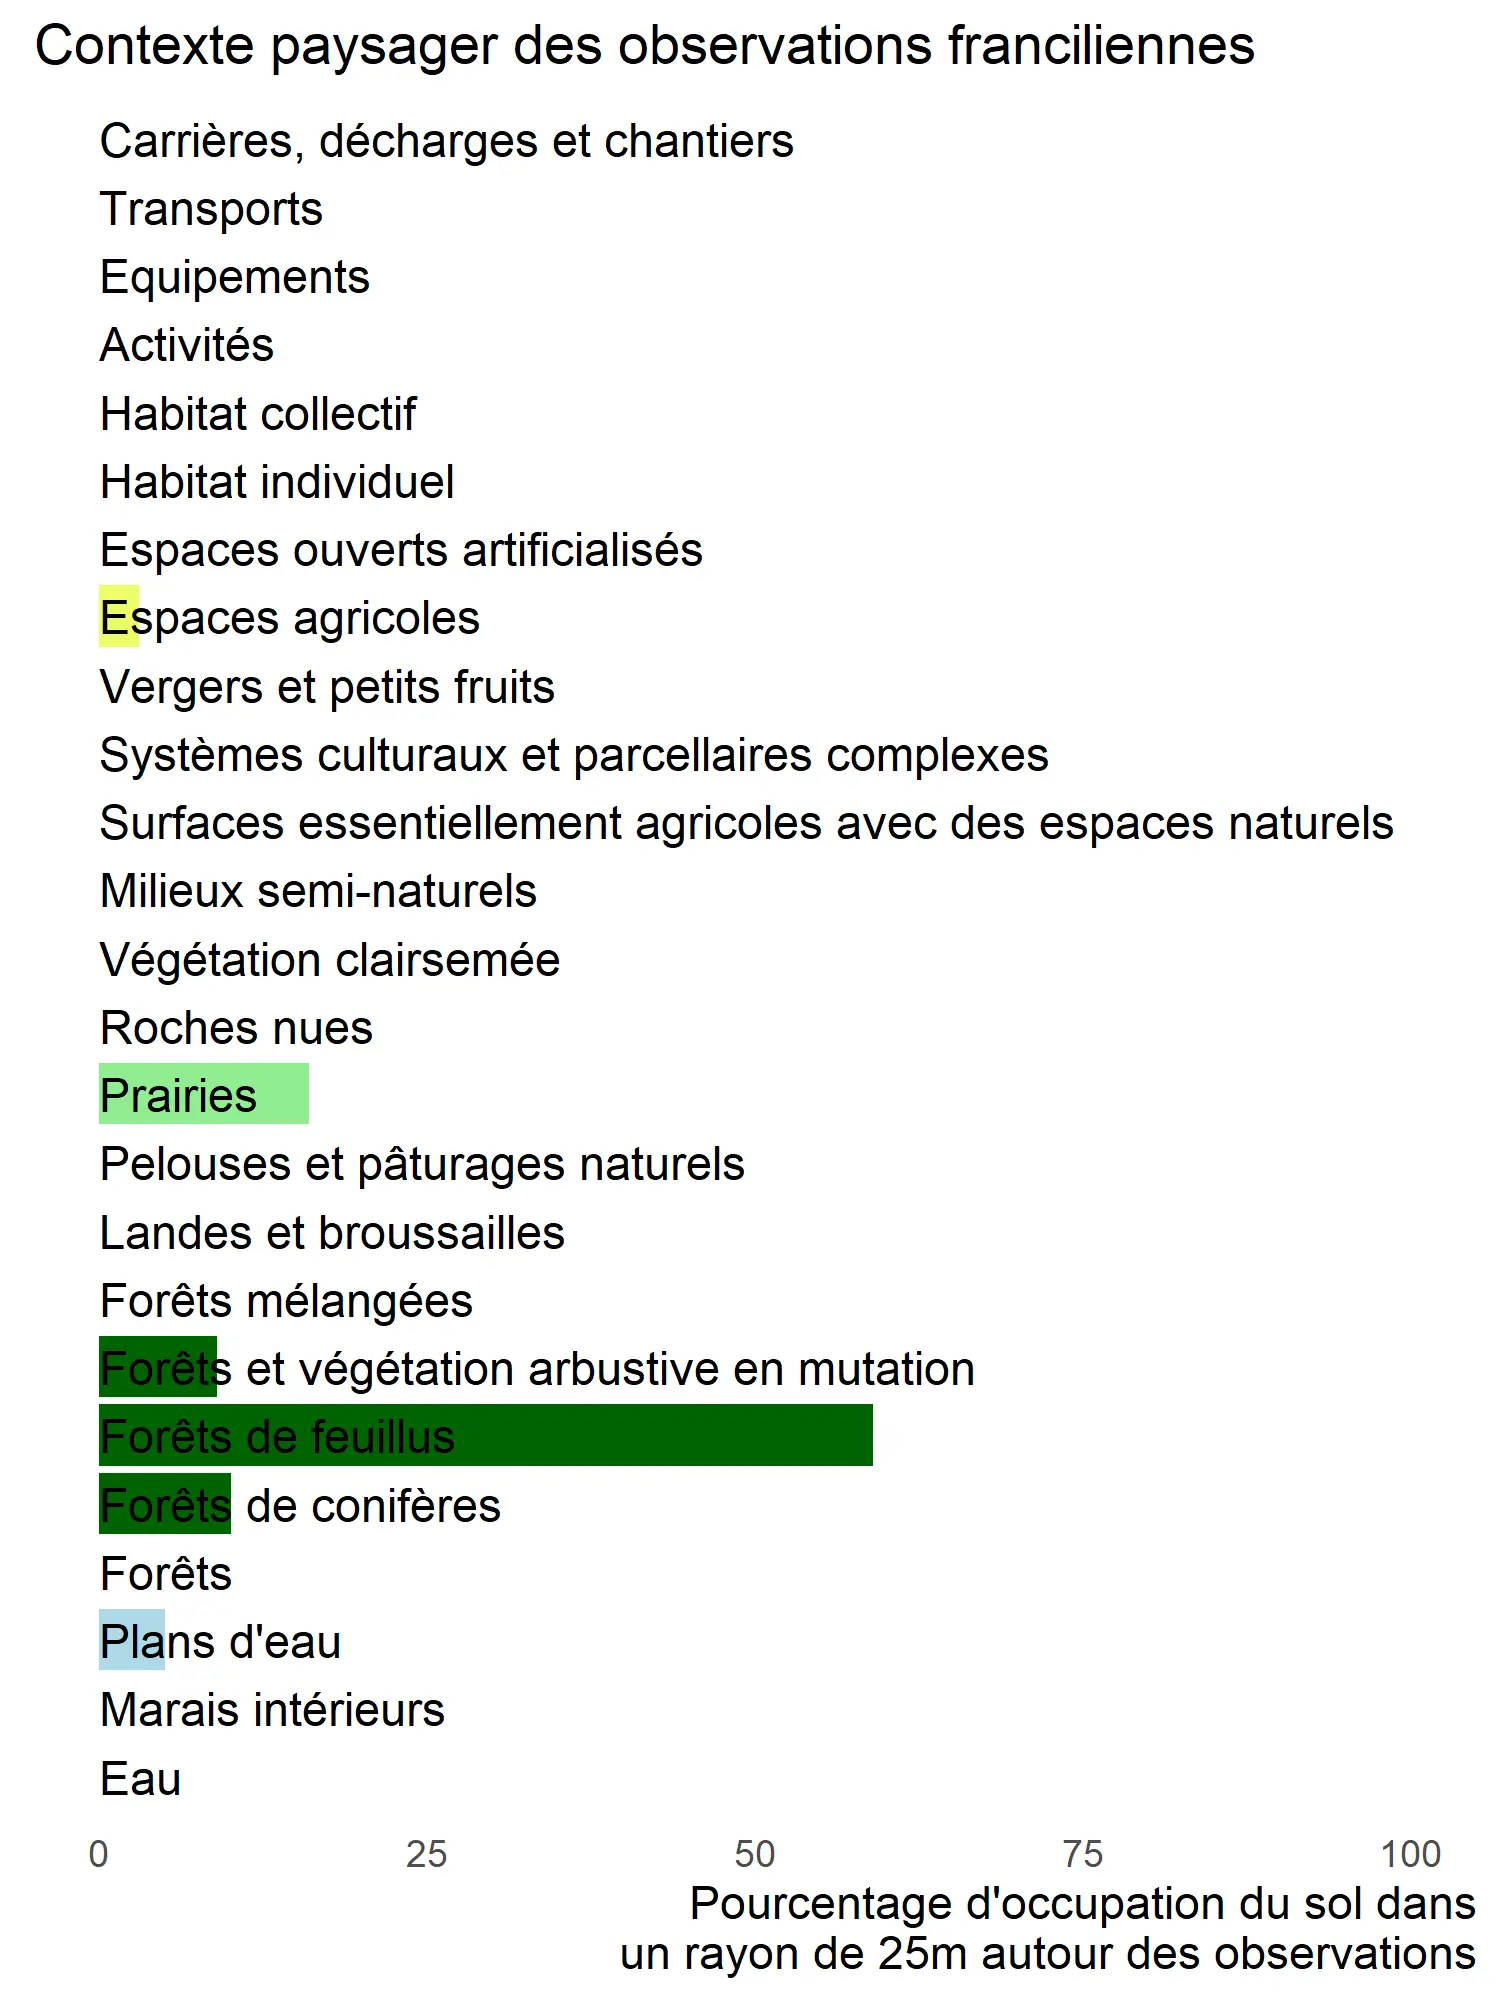 Contexte paysager des observations franciliennes
Carrières, décharges et chantiers
Transports
Equipements
Activités
Habitat collectif
Habitat individuel
Espaces ouverts artificialisés
Espaces agricoles
Vergers et petits fruits
Systèmes culturaux et parcellaires complexes
Surfaces essentiellement agricoles avec des espaces naturels
Milieux semi-naturels
Végétation clairsemée
Roches nues
Prairies
Pelouses et pâturages naturels
Landes et broussailles
Forêts mélangées
Forêts et végétation arbustive en mutation
Forêts de feuillus
Forêts de conifères
Forêts
Plans d'eau
Marais intérieurs
Eau
0 25 50 75 100
Pourcentage d'occupation du sol dans
un rayon de 25m autour des observations